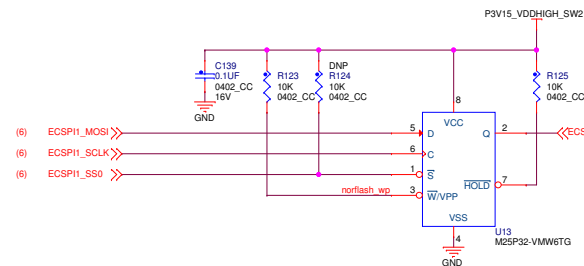 P3V15_VDDHIGH_SW2
C139
0.1UF
0402_CC
16V
GND
R123
10K
0402_CC
DNP
R124
10K
0402_CC
R125
10K
0402_CC
8
VCC
(6) ECSPI1_MOSI 5 D Q 2 ECS
(6) ECSPI1_SCLK 6 C
(6) ECSPI1_SS0 1 S HOLD 7
norflash_wp 3 W/VPP
VSS
4
GND
U13
M25P32-VMW6TG